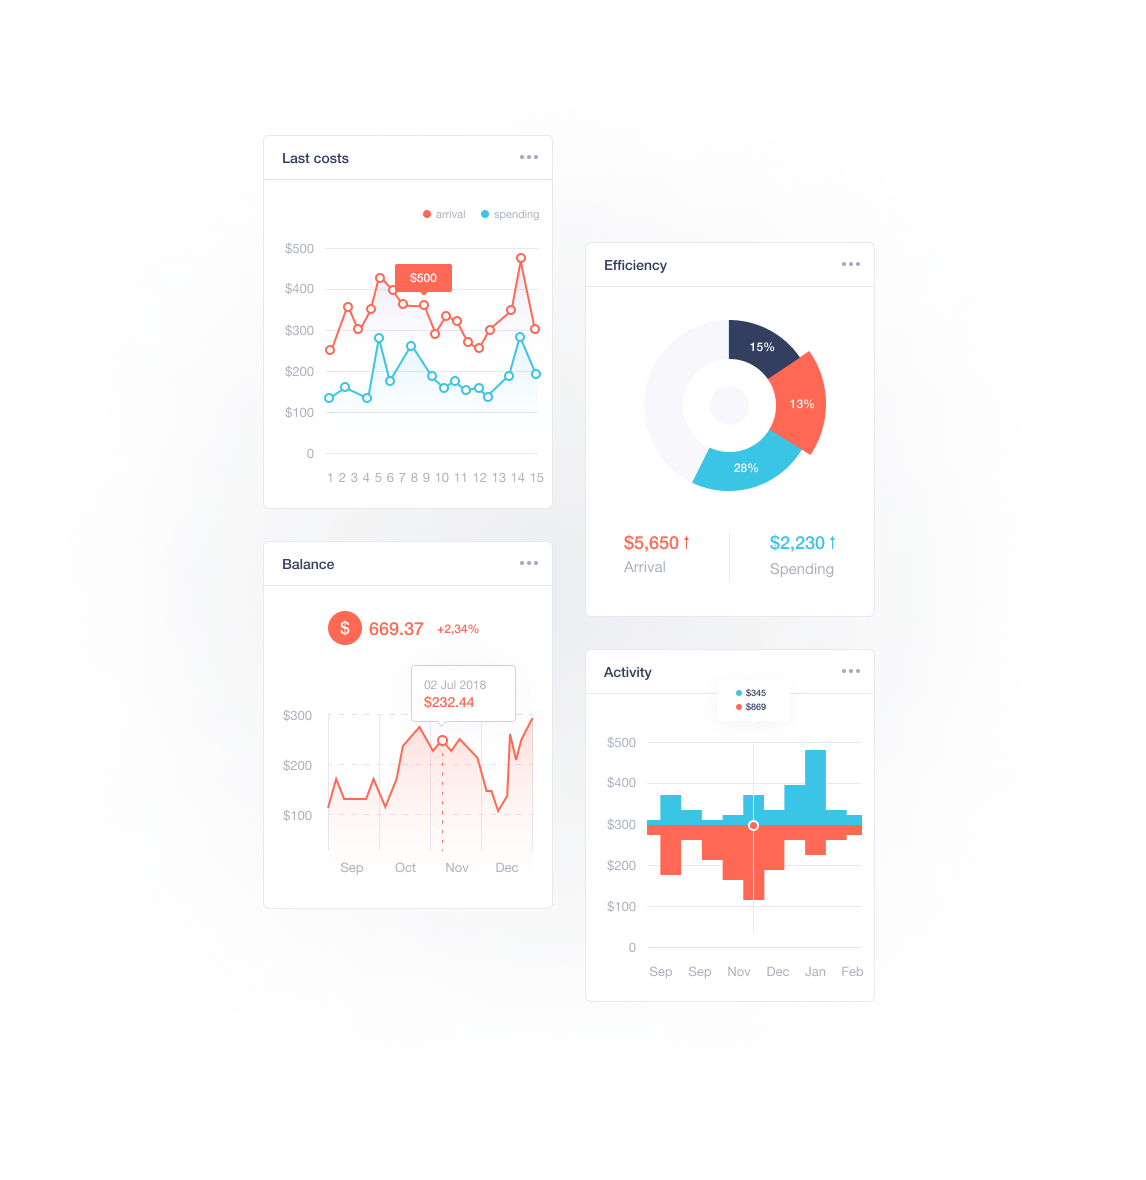 Last costs
arrival spending
$500
$400
$300
$200
$100
0
$500
1 2 3 4 5 6 7 8 9 10 11 12 13 14 15
Efficiency
15%
13%
28%
$5,650↑ $2,230↑
Arrival Spending
Balance
$ 669.37 +2,34%
02 Jul 2018
$232.44
$300
$200
$100
Sep Oct Nov Dec
Activity
$345
$869
$500
$400
$300
$200
$100
0
Sep Sep Nov Dec Jan Feb